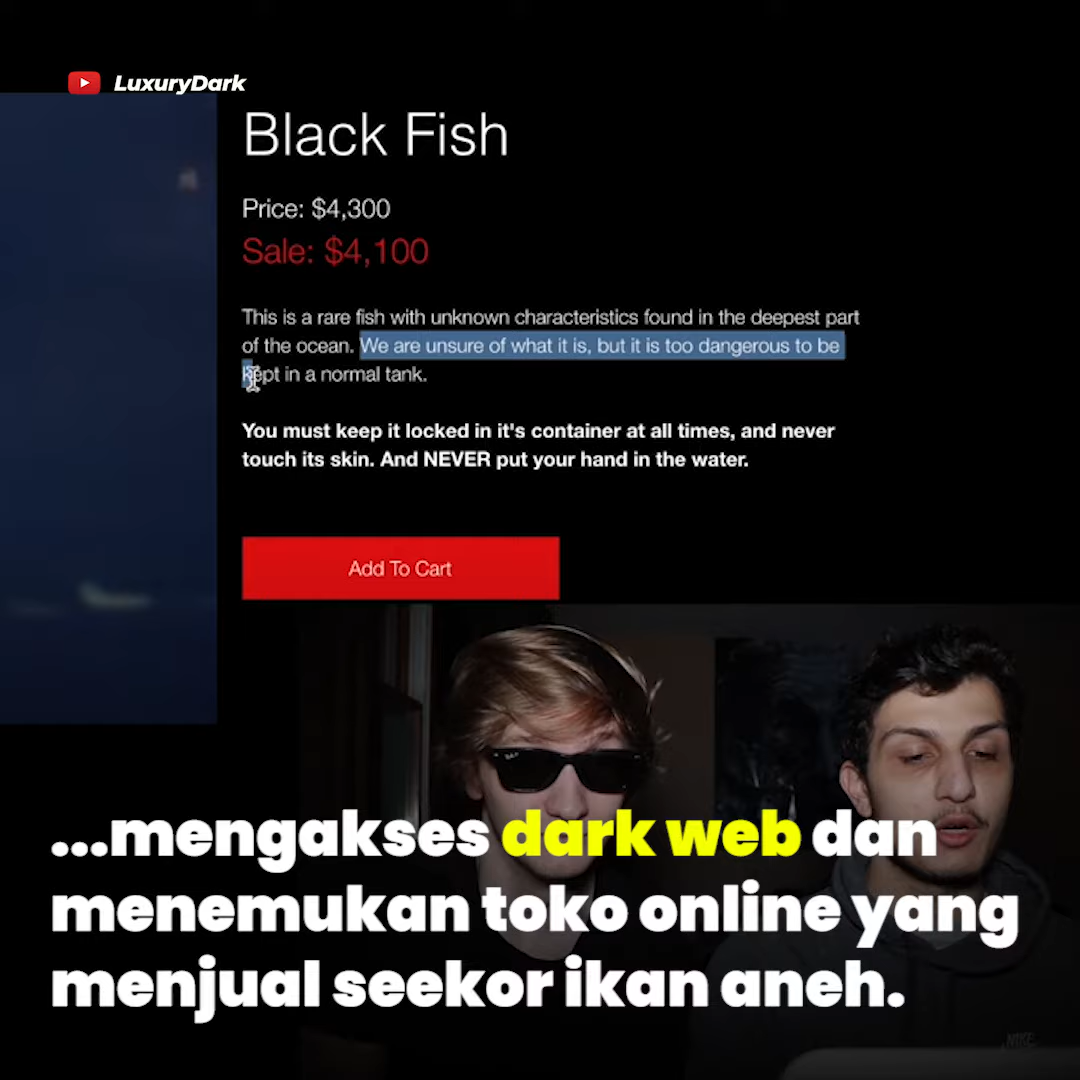 LuxuryDark
Black Fish
Price: $4,300
Sale: $4,100
This is a rare fish with unknown characteristics found in the deepest part
of the ocean. We are unsure of what it is, but it is too dangerous to be
kept in a normal tank.
You must keep it locked in it's container at all times, and never
touch its skin. And NEVER put your hand in the water.
Add To Cart
...mengakses dark web dan
menemukan toko online yang
menjual seekor ikan aneh.
NIKE